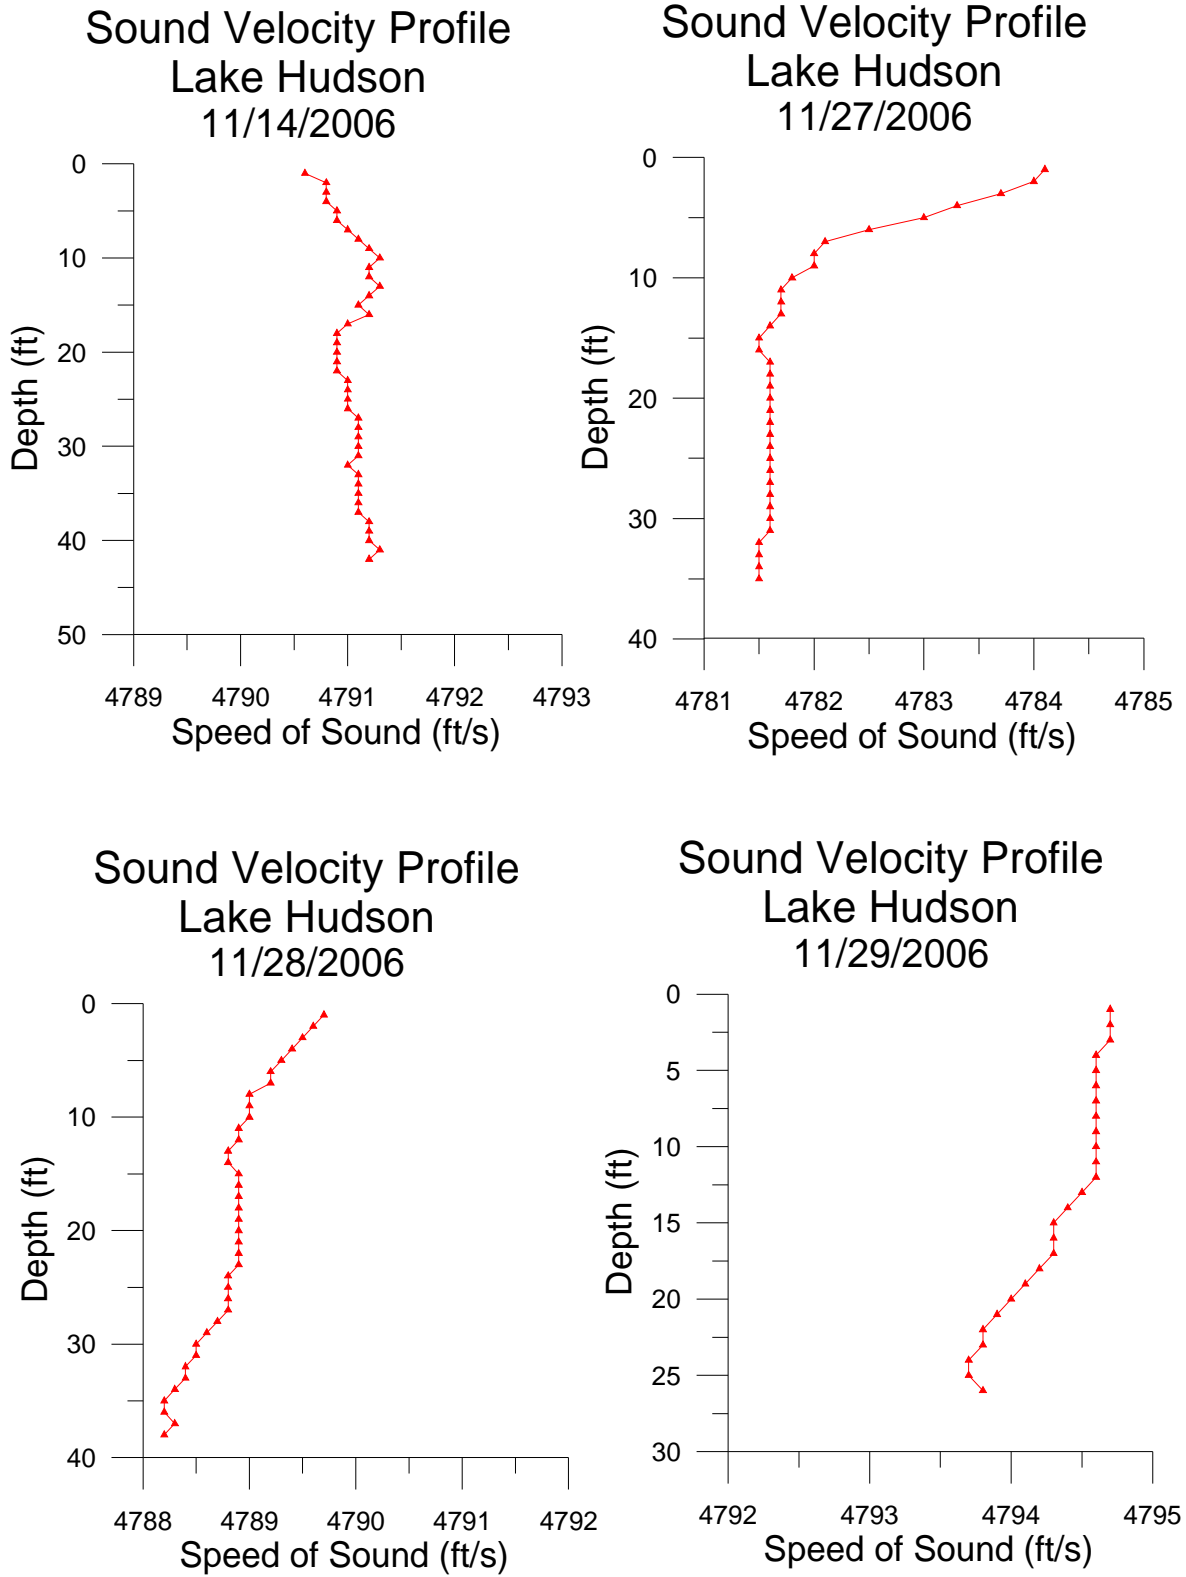 Sound Velocity Profile
Lake Hudson
11/14/2006
0
10
20
30
40
50
Depth (ft)
4789 4790 4791 4792 4793
Speed of Sound (ft/s)
Sound Velocity Profile
Lake Hudson
11/27/2006
0
10
20
30
40
Depth (ft)
4781 4782 4783 4784 4785
Speed of Sound (ft/s)
Sound Velocity Profile
Lake Hudson
11/28/2006
0
10
20
30
40
Depth (ft)
4788 4789 4790 4791 4792
Speed of Sound (ft/s)
Sound Velocity Profile
Lake Hudson
11/29/2006
0
5
10
15
20
25
30
Depth (ft)
4792 4793 4794 4795
Speed of Sound (ft/s)